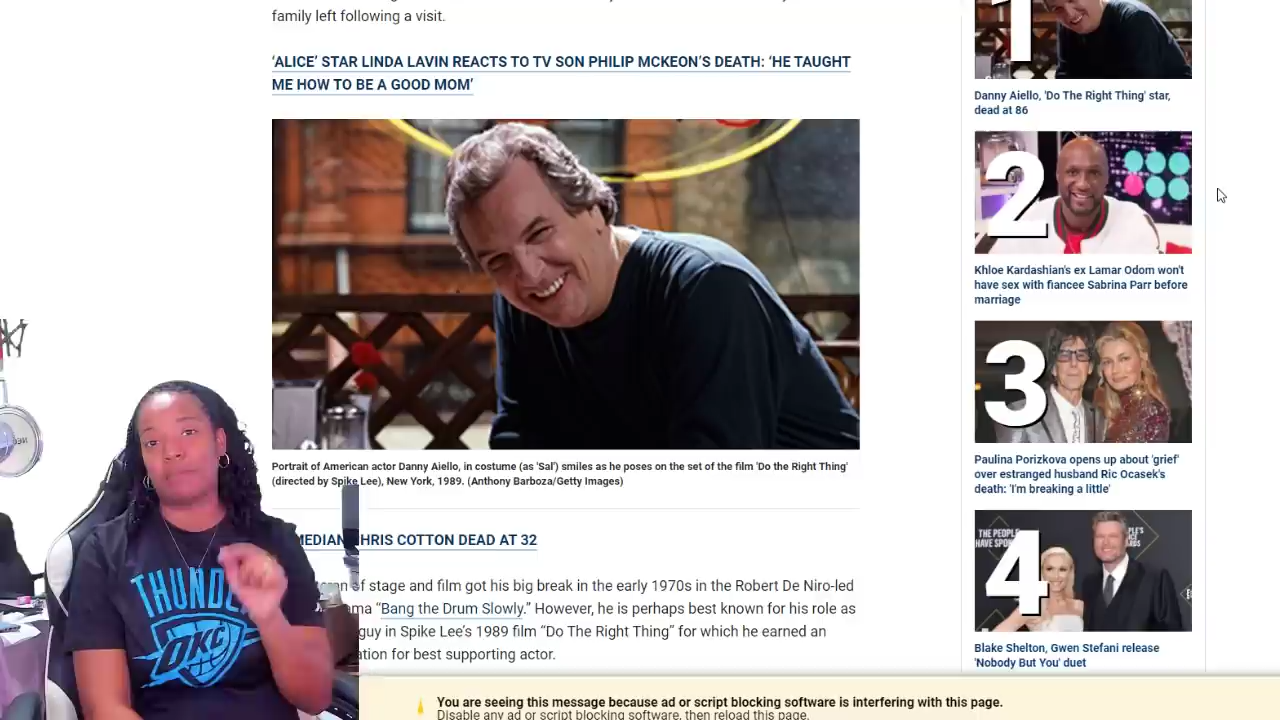 family left following a visit.
‘ALICE’ STAR LINDA LAVIN REACTS TO TV SON PHILIP MCKEON’S DEATH: ‘HE TAUGHT
ME HOW TO BE A GOOD MOM’
Portrait of American actor Danny Aiello, in costume (as 'Sal') smiles as he poses on the set of the film 'Do the Right Thing'
(directed by Spike Lee), New York, 1989. (Anthony Barboza/Getty Images)
CHRIS COTTON DEAD AT 32
of stage and film got his big break in the early 1970s in the Robert De Niro-led
“Bang the Drum Slowly.” However, he is perhaps best known for his role as
guy in Spike Lee’s 1989 film “Do The Right Thing” for which he earned an
for best supporting actor.
1
Danny Aiello, 'Do The Right Thing' star,
dead at 86
2
Khloe Kardashian's ex Lamar Odom won't
have sex with fiancee Sabrina Parr before
marriage
3
Paulina Porizkova opens up about 'grief'
over estranged husband Ric Ocasek's
death: 'I'm breaking a little'
THE PEOPLE
4
Blake Shelton, Gwen Stefani release
'Nobody But You' duet
THUNDER
OKC
You are seeing this message because ad or script blocking software is interfering with this page.
Disable any ad or script blocking software, then reload this page.